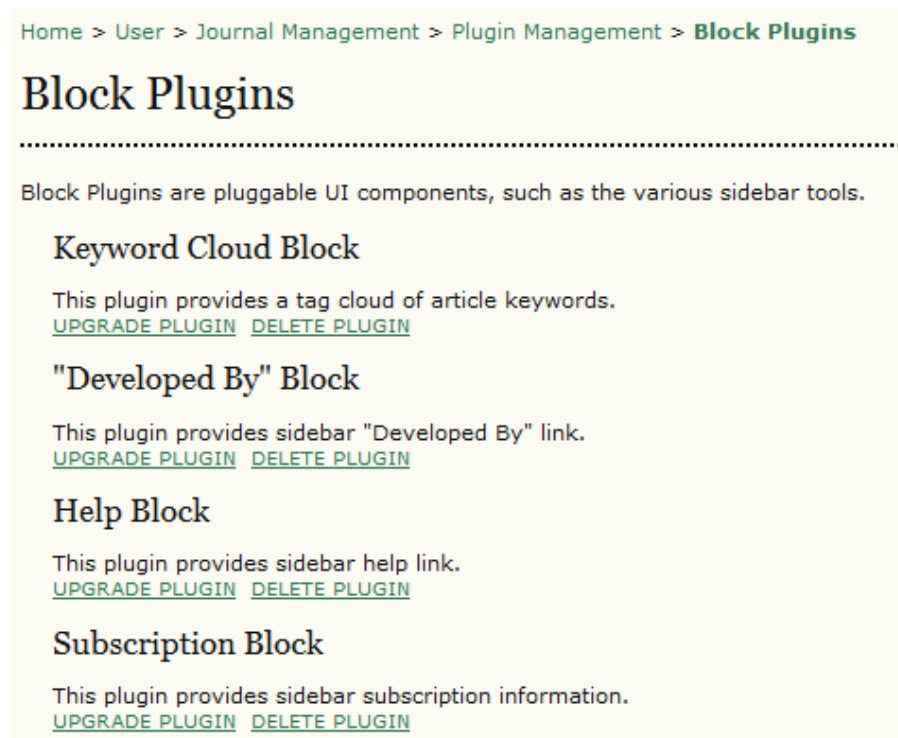 Home > User > Journal Management > Plugin Management > Block Plugins
Block Plugins
Block Plugins are pluggable UI components, such as the various sidebar tools.
Keyword Cloud Block
This plugin provides a tag cloud of article keywords.
UPGRADE PLUGIN DELETE PLUGIN
"Developed By" Block
This plugin provides sidebar "Developed By" link.
UPGRADE PLUGIN DELETE PLUGIN
Help Block
This plugin provides sidebar help link.
UPGRADE PLUGIN DELETE PLUGIN
Subscription Block
This plugin provides sidebar subscription information.
UPGRADE PLUGIN DELETE PLUGIN